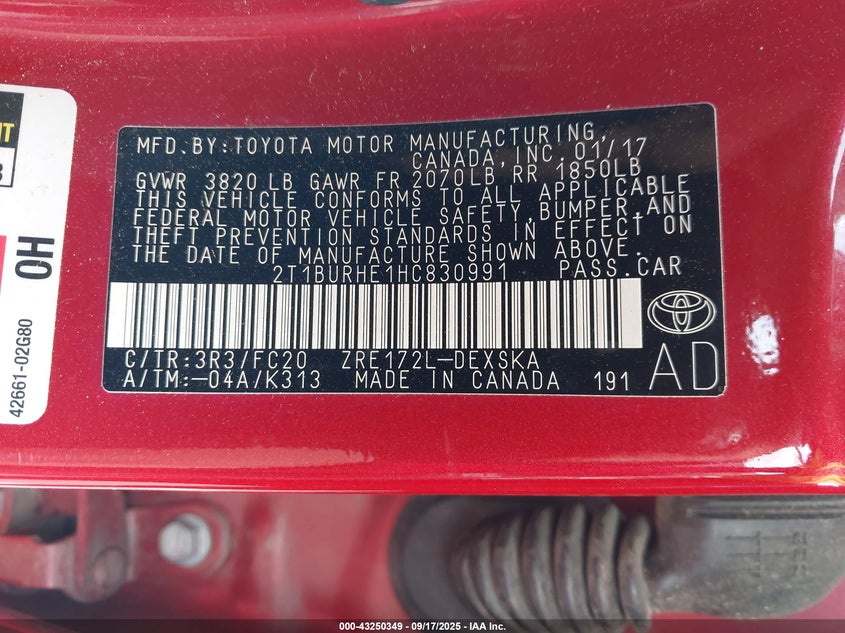 MFD.BY:TOYOTA MOTOR MANUFACTURING,
CANADA, INC. 01/17
GVWR 3820 LB GAWR FR 2070LB RR 1850LB
THIS VEHICLE CONFORMS TO ALL APPLICABLE
FEDERAL MOTOR VEHICLE SAFETY,BUMPER,AND
THEFT PREVENTION STANDARDS IN EFFECT ON
THE DATE OF MANUFACTURE SHOWN ABOVE.
2T1BURHE1HC830991 PASS.CAR
C/TR:3R3/FC20 ZRE172L-DEXSKA
A/TM:-04A/K313 MADE IN CANADA 191
AD
OH
42661-02G80
000-43250349 - 09/17/2025 - IAA Inc.